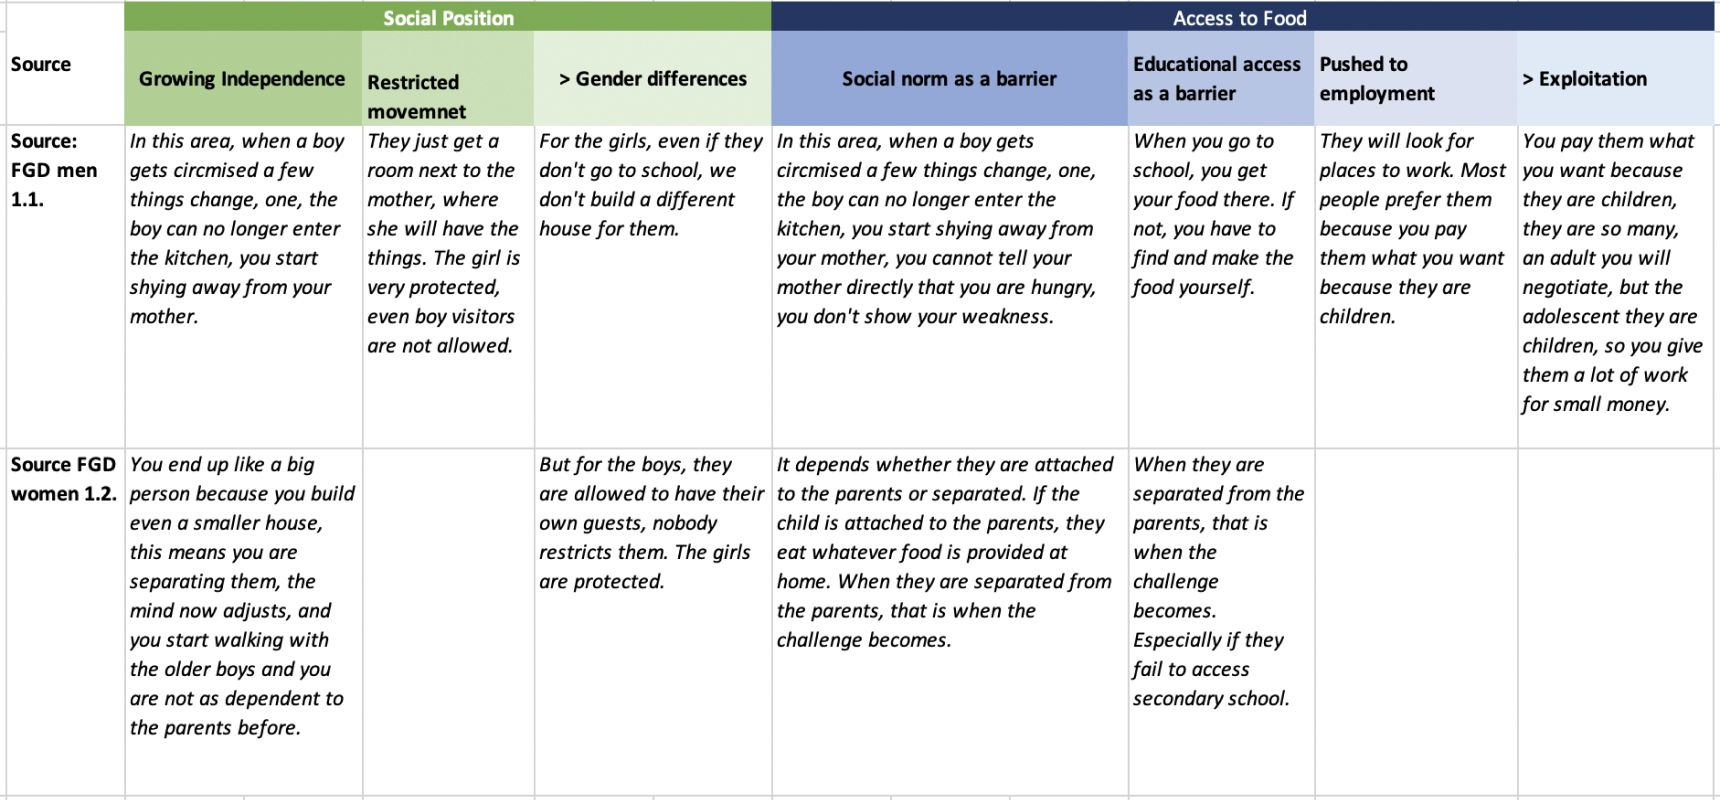 Social Position
Access to Food
Source
Growing Independence
Restricted
movemnet
> Gender differences
Social norm as a barrier
Educational access
as a barrier
Pushed to
employment
> Exploitation
Source:
FGD men
1.1.
In this area, when a boy
gets circmised a few
things change, one, the
boy can no longer enter
the kitchen, you start
shying away from your
mother.
They just get a
room next to the
mother, where
she will have the
things. The girl is
very protected,
even boy visitors
are not allowed.
For the girls, even if they
don't go to school, we
don't build a different
house for them.
In this area, when a boy gets
circmised a few things change, one,
the boy can no longer enter the
kitchen, you start shying away from
your mother, you cannot tell your
mother directly that you are hungry,
you don't show your weakness.
When you go to
school, you get
your food there. If
not, you have to
find and make the
food yourself.
They will look for
places to work. Most
people prefer them
because you pay
them what you want
because they are
children.
You pay them what
you want because
they are children,
they are so many,
an adult you will
negotiate, but the
adolescent they are
children, so you give
them a lot of work
for small money.
Source FGD
women 1.2.
You end up like a big
person because you build
even a smaller house,
this means you are
separating them, the
mind now adjusts, and
you start walking with
the older boys and you
are not as dependent to
the parents before.
But for the boys, they
are allowed to have their
own guests, nobody
restricts them. The girls
are protected.
It depends whether they are attached
to the parents or separated. If the
child is attached to the parents, they
eat whatever food is provided at
home. When they are separated from
the parents, that is when the
challenge becomes.
When they are
separated from the
parents, that is
when the
challenge
becomes.
Especially if they
fail to access
secondary school.